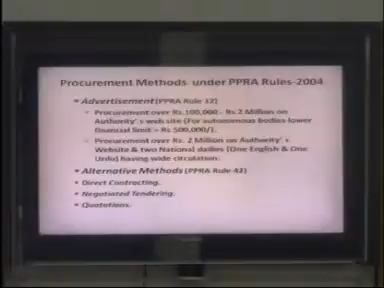 Procurement Methods under PPRA Rules-2004
• Advertisement (PPRA Rule 12)
Procurement over Rs.100,000 - Rs 2 Million on
Authority's web site (For autonomous bodies lower
financial limit = Rs 500,000/).
Procurement over Rs. 2 Million on Authority's
Website & two National dailies (One English & One
Urdu) having wide circulation.
• Alternative Methods (PPRA Rule 42)
• Direct Contracting.
• Negotiated Tendering.
• Quotations.